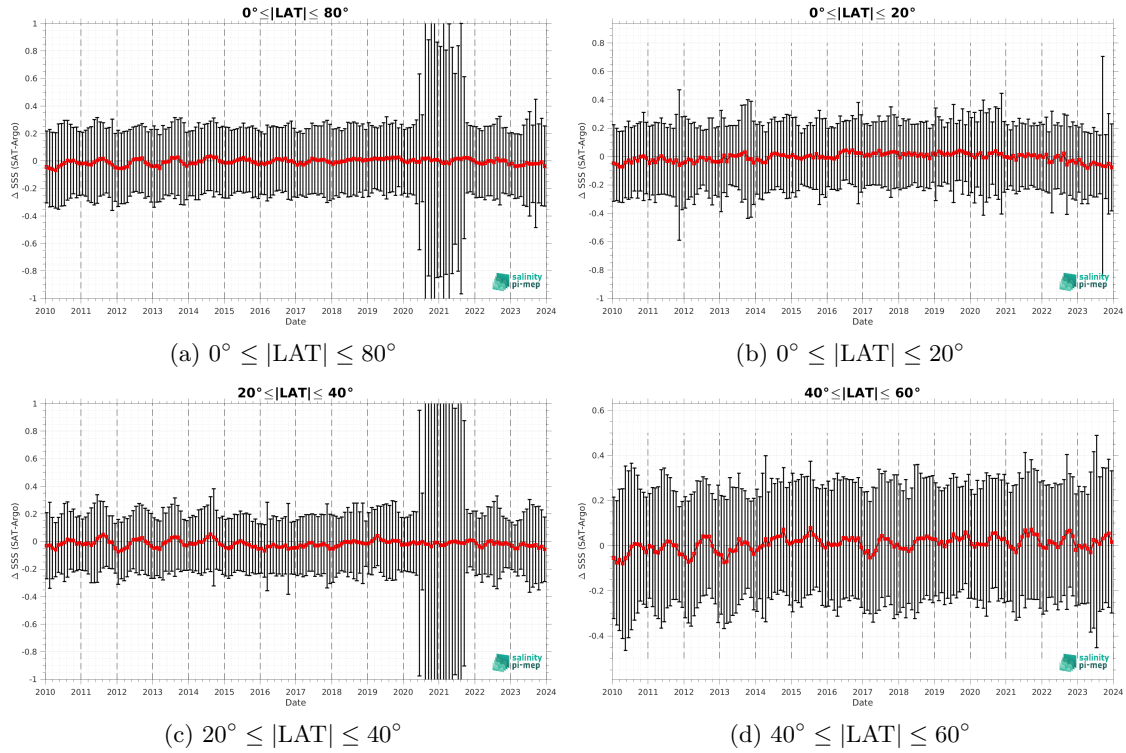 0°≤|LAT|≤ 80°
1
0.8
0.6
0.4
0.2
0
-0.2
-0.4
-0.6
-0.8
-1
Δ SSS (SAT-Argo)
salinity
pi-mep
2010 2011 2012 2013 2014 2015 2016 2017 2018 2019 2020 2021 2022 2023 2024
Date
(a) 0° ≤ |LAT| ≤ 80°
0°≤|LAT|≤ 20°
0.8
0.6
0.4
0.2
0
-0.2
-0.4
-0.6
-0.8
-1
Δ SSS (SAT-Argo)
salinity
pi-mep
2010 2011 2012 2013 2014 2015 2016 2017 2018 2019 2020 2021 2022 2023 2024
Date
(b) 0° ≤ |LAT| ≤ 20°
20°≤|LAT|≤ 40°
1
0.8
0.6
0.4
0.2
0
-0.2
-0.4
-0.6
-0.8
-1
Δ SSS (SAT-Argo)
salinity
pi-mep
2010 2011 2012 2013 2014 2015 2016 2017 2018 2019 2020 2021 2022 2023 2024
Date
(c) 20° ≤ |LAT| ≤ 40°
40°≤|LAT|≤ 60°
0.6
0.4
0.2
0
-0.2
-0.4
Δ SSS (SAT-Argo)
salinity
pi-mep
2010 2011 2012 2013 2014 2015 2016 2017 2018 2019 2020 2021 2022 2023 2024
Date
(d) 40° ≤ |LAT| ≤ 60°